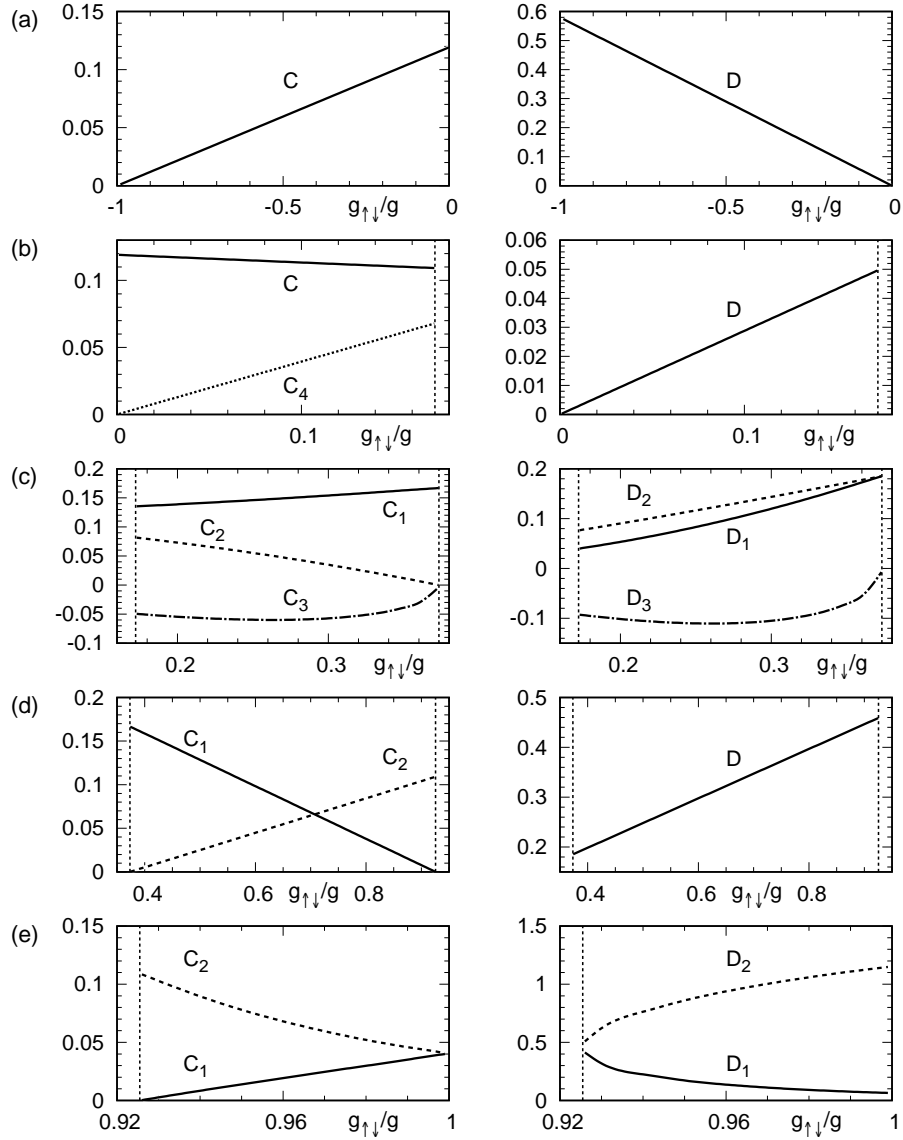 (a)
0.15
0.1
0.05
0
C
-1
-0.5
g↑↓/g
0
0.6
0.5
0.4
0.3
0.2
0.1
0
D
-1
-0.5
g↑↓/g
0
(b)
0.1
0.05
0
C
C4
0
0.1
g↑↓/g
0.06
0.05
0.04
0.03
0.02
0.01
0.00
D
0
0.1
g↑↓/g
(c)
0.2
0.15
0.1
0.05
0
-0.05
-0.1
C1
C2
C3
0.2
0.3
g↑↓/g
0.2
0.1
0
-0.1
D2
D1
D3
0.2
0.3
g↑↓/g
(d)
0.2
0.15
0.1
0.05
0
C1
C2
0.4
0.6
g↑↓/g
0.8
0.5
0.4
0.3
0.2
D
0.4
0.6
g↑↓/g
0.8
(e)
0.15
0.1
0.05
0
C2
C1
0.92
0.96
g↑↓/g
1
1.5
1
0.5
0
D2
D1
0.92
0.96
g↑↓/g
1